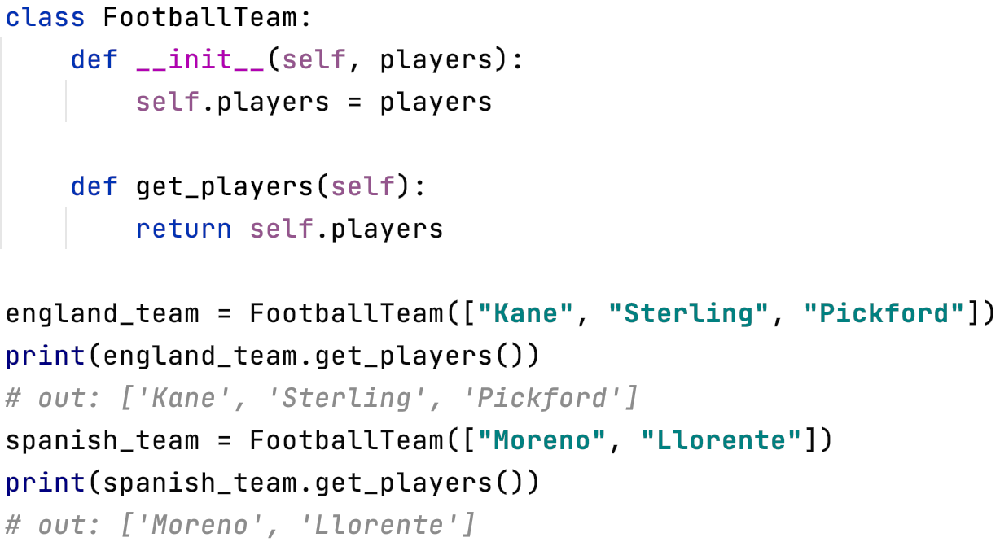 class FootballTeam:
    def __init__(self, players):
        self.players = players
    def get_players(self):
        return self.players
england_team = FootballTeam(["Kane", "Sterling", "Pickford"])
print(england_team.get_players())
# out: ['Kane', 'Sterling', 'Pickford']
spanish_team = FootballTeam(["Moreno", "Llorente"])
print(spanish_team.get_players())
# out: ['Moreno', 'Llorente']